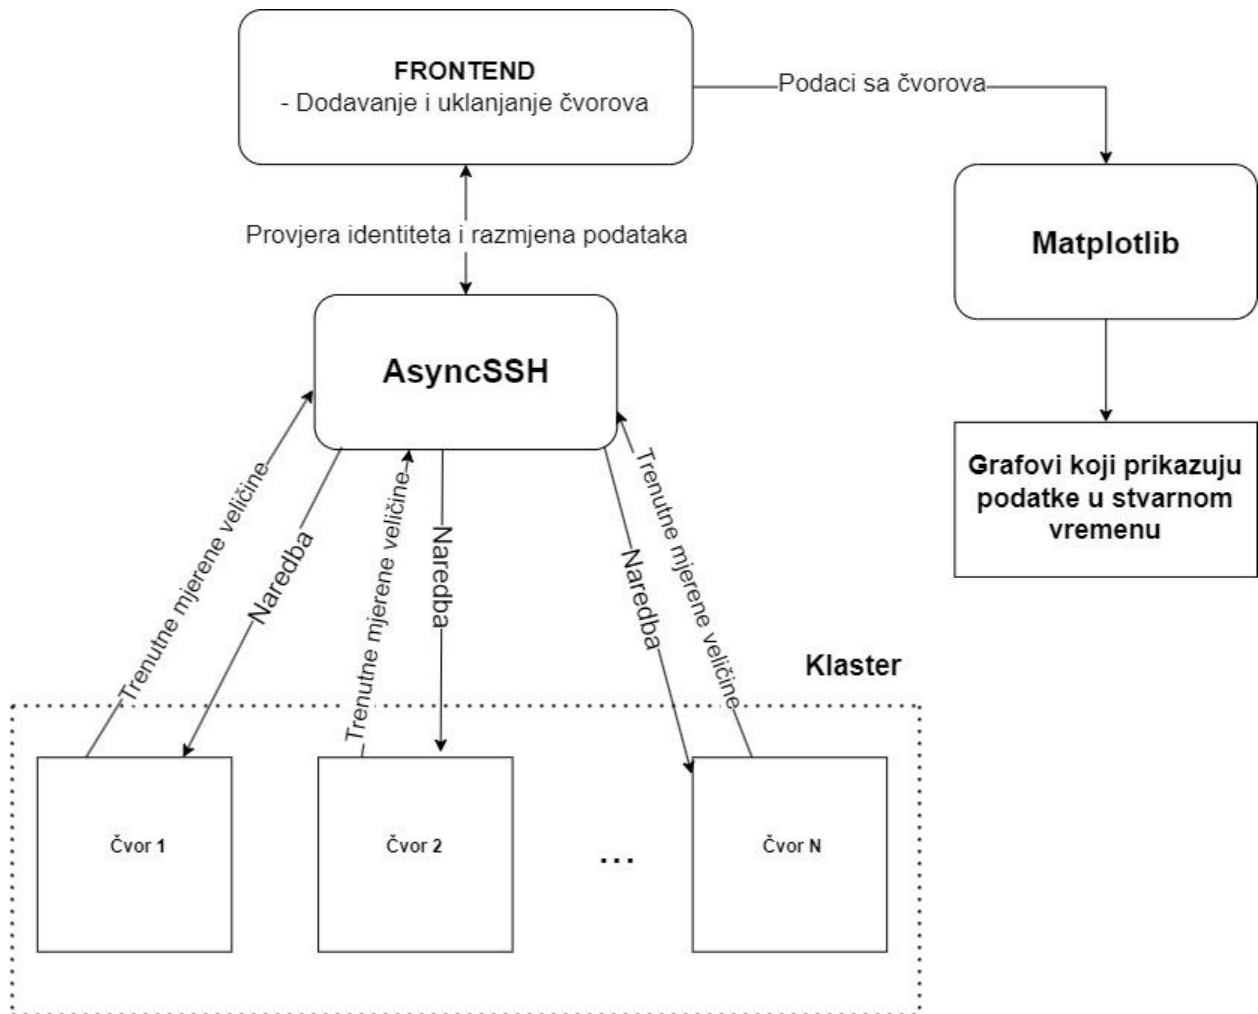 FRONTEND
- Dodavanje i uklanjanje čvorova
Podaci sa čvorova
Matplotlib
Provjera identiteta i razmjena podataka
AsyncSSH
Grafovi koji prikazuju
podatke u stvarnom
vremenu
Trenutne mjerene veličine
Naredba
Trenutne mjerene veličine
Naredba
Naredba
Trenutne mjerene veličine
Klaster
Čvor 1
Čvor 2
...
Čvor N